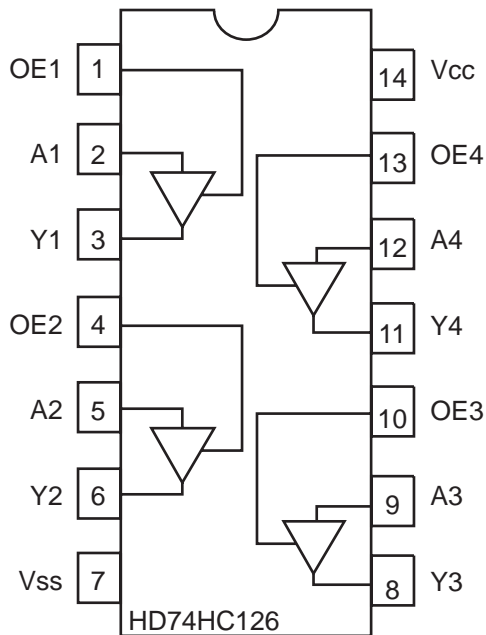 OE1 1
14 Vcc
A1 2
13 OE4
Y1 3
12 A4
OE2 4
11 Y4
A2 5
10 OE3
Y2 6
9 A3
Vss 7
8 Y3
HD74HC126